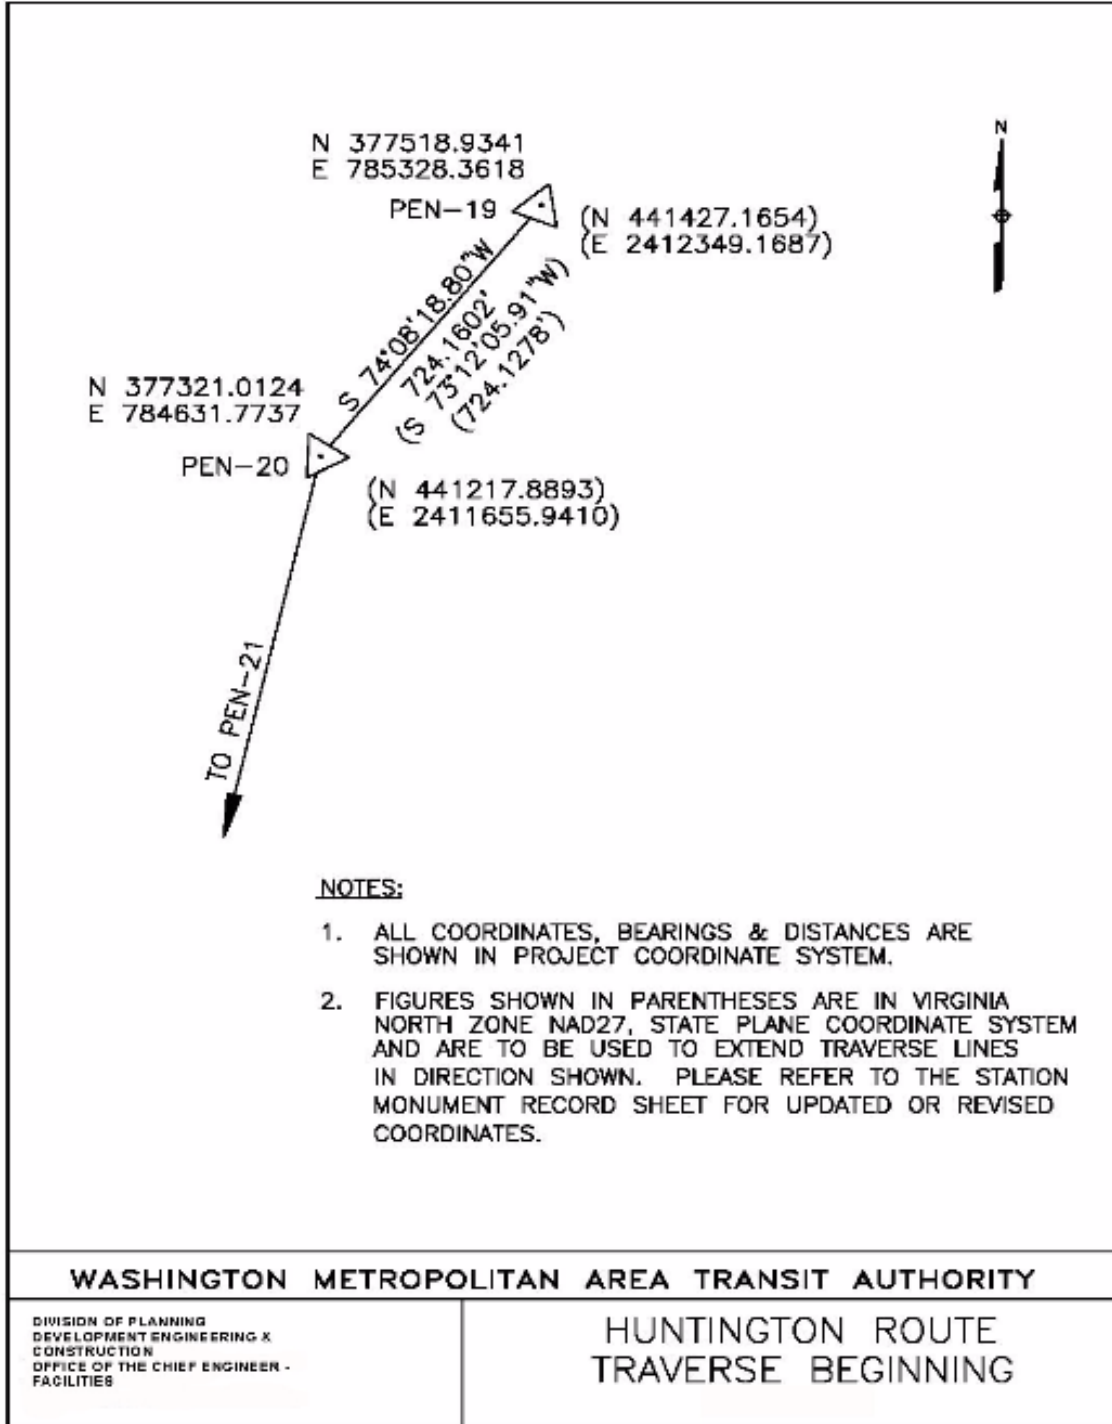 N
N 377518.9341
E 785328.3618
PEN-19
(N 441427.1654)
(E 2412349.1687)
S 74°08'18.80"W
724.1602'
(S 73°12'05.91"W)
(724.1278')
N 377321.0124
E 784631.7737
PEN-20
(N 441217.8893)
(E 2411655.9410)
TO PEN-21
NOTES:
1. ALL COORDINATES, BEARINGS & DISTANCES ARE
SHOWN IN PROJECT COORDINATE SYSTEM.
2. FIGURES SHOWN IN PARENTHESES ARE IN VIRGINIA
NORTH ZONE NAD27, STATE PLANE COORDINATE SYSTEM
AND ARE TO BE USED TO EXTEND TRAVERSE LINES
IN DIRECTION SHOWN. PLEASE REFER TO THE STATION
MONUMENT RECORD SHEET FOR UPDATED OR REVISED
COORDINATES.
WASHINGTON METROPOLITAN AREA TRANSIT AUTHORITY
DIVISION OF PLANNING
DEVELOPMENT ENGINEERING &
CONSTRUCTION
OFFICE OF THE CHIEF ENGINEER -
FACILITIES
HUNTINGTON ROUTE
TRAVERSE BEGINNING